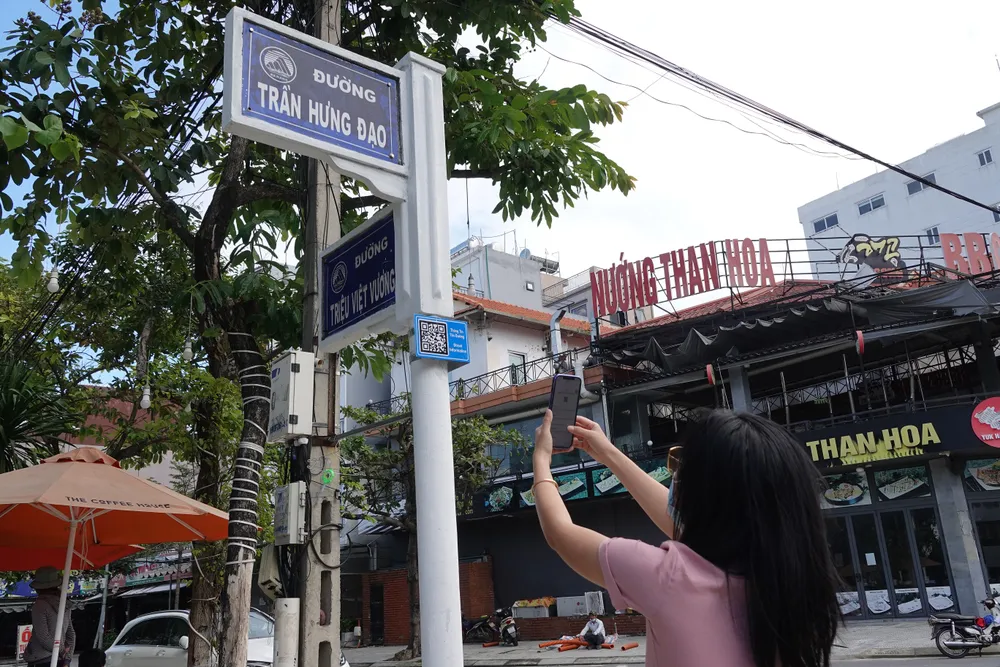 ĐƯỜNG
TRẦN HƯNG ĐẠO
ĐƯỜNG
TRIỆU VIỆT VƯƠNG
NƯỚNG THAN HOA
THAN HOA
THE COFFEE HOUSE